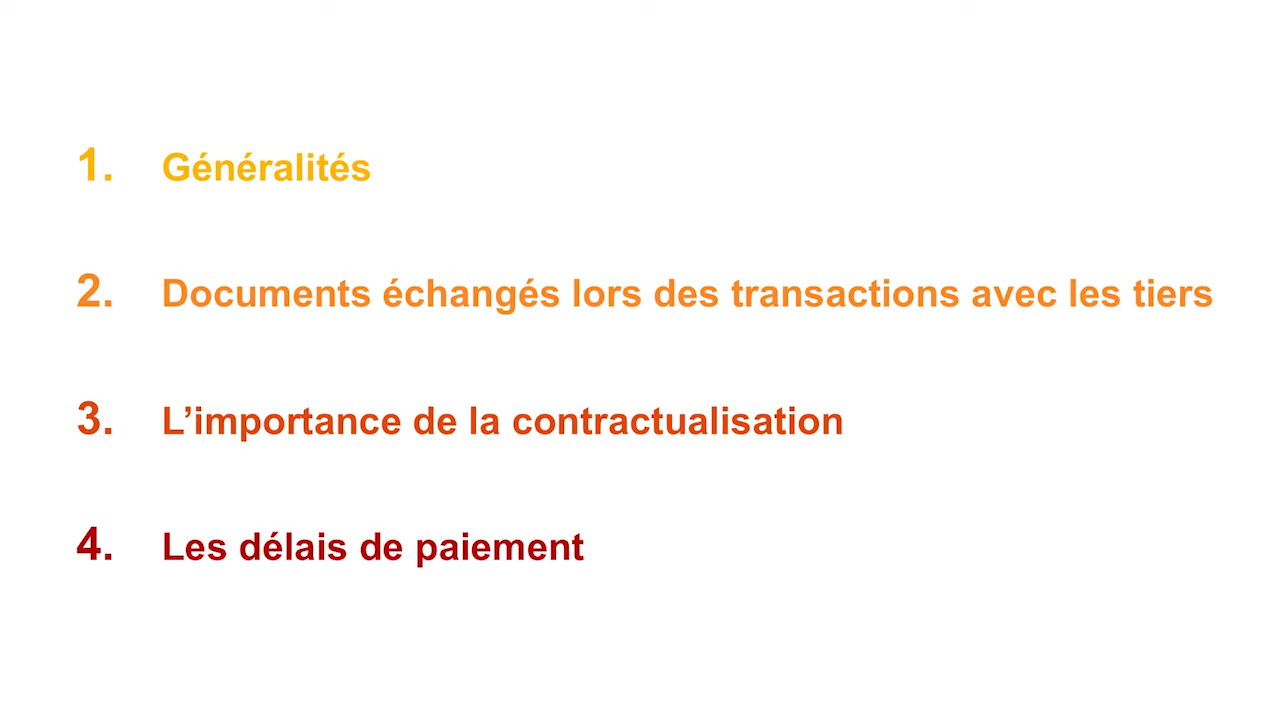 1. Généralités
2. Documents échangés lors des transactions avec les tiers
3. L’importance de la contractualisation
4. Les délais de paiement